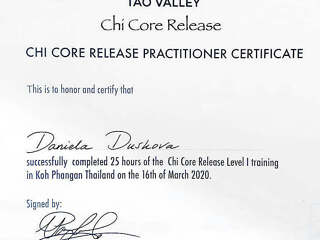 TAO VALLEY
Chi Core Release
CHI CORE RELEASE PRACTITIONER CERTIFICATE
This is to honor and certify that
Daniela Duskova
successfully completed 25 hours of the Chi Core Release Level I training
in Koh Phangan Thailand on the 16th of March 2020.
Signed by: